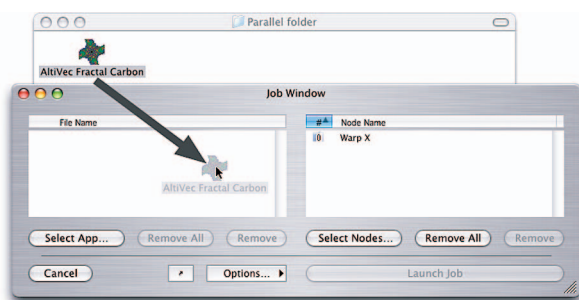 Parallel folder
AltiVec Fractal Carbon
Job Window
File Name
# Node Name
0 Warp X
AltiVec Fractal Carbon
Select App... Remove All Remove
Select Nodes... Remove All Remove
Cancel Options... Launch Job